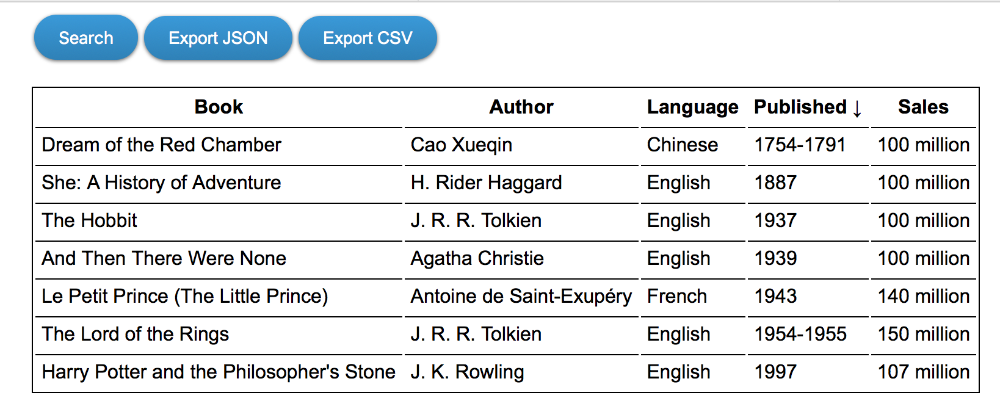 Search Export JSON Export CSV
Book Author Language Published ↓ Sales
Dream of the Red Chamber Cao Xueqin Chinese 1754-1791 100 million
She: A History of Adventure H. Rider Haggard English 1887 100 million
The Hobbit J. R. R. Tolkien English 1937 100 million
And Then There Were None Agatha Christie English 1939 100 million
Le Petit Prince (The Little Prince) Antoine de Saint-Exupéry French 1943 140 million
The Lord of the Rings J. R. R. Tolkien English 1954-1955 150 million
Harry Potter and the Philosopher's Stone J. K. Rowling English 1997 107 million